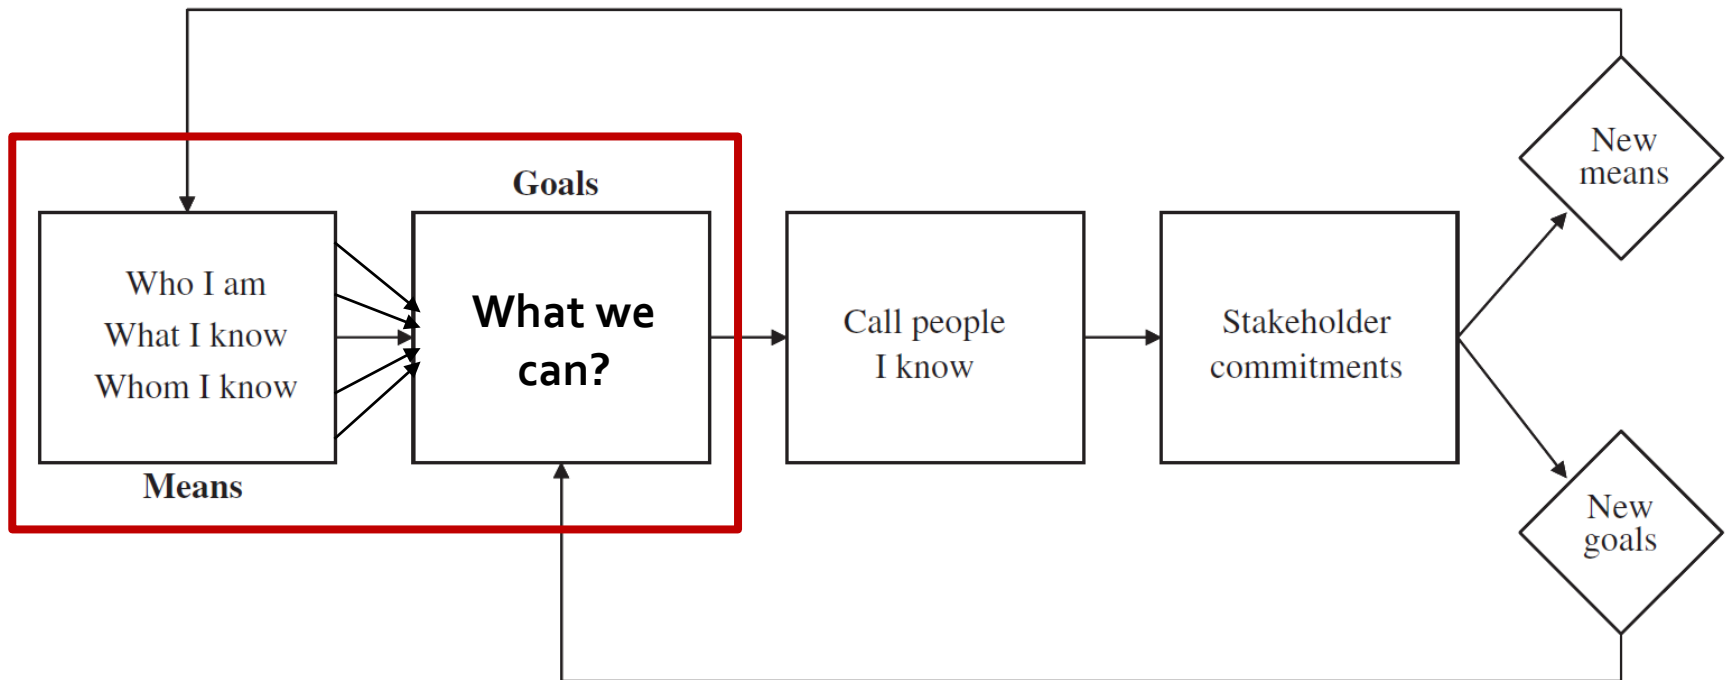 Goals
Who I am
What I know
Whom I know
Means
What we
can?
Call people
I know
Stakeholder
commitments
New
means
New
goals